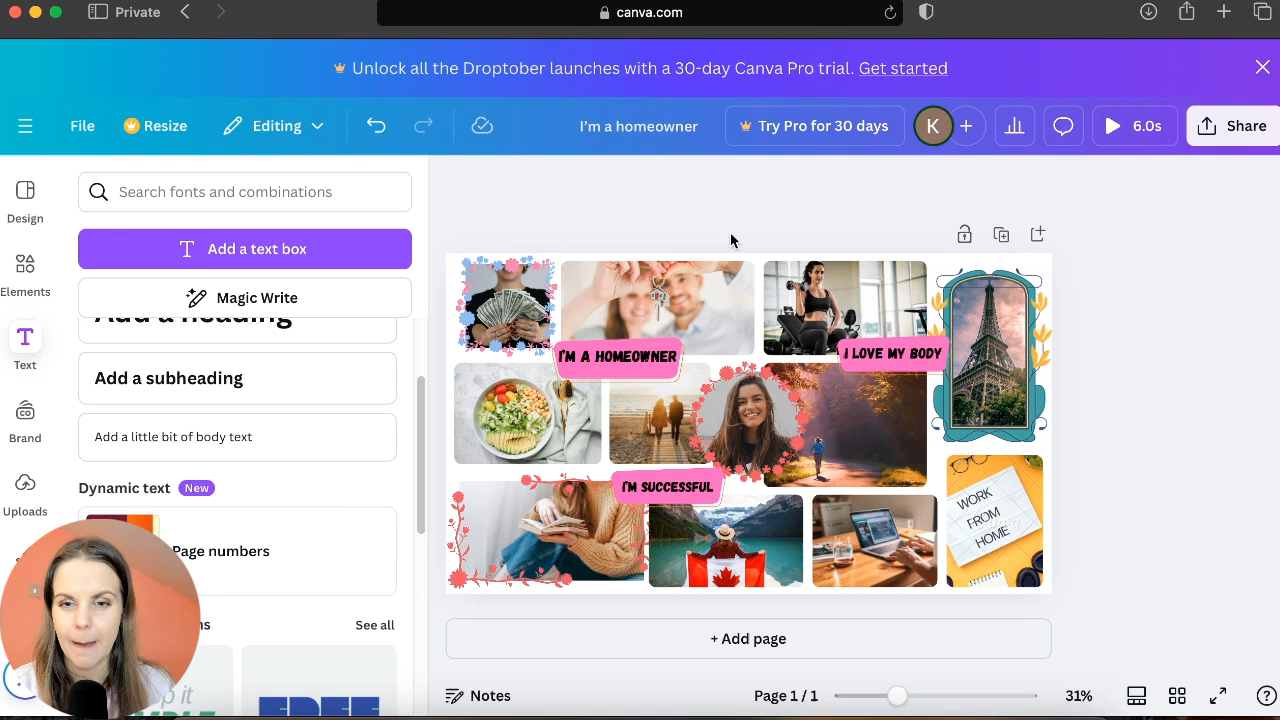 Private
canva.com
Unlock all the Droptober launches with a 30-day Canva Pro trial. Get started
File
Resize
Editing
I'm a homeowner
Try Pro for 30 days
K
6.0s
Share
Design
Elements
Text
Brand
Uploads
Search fonts and combinations
Add a text box
Magic Write
Add a heading
Add a subheading
Add a little bit of body text
Dynamic text New
Page numbers
See all
I'M A HOMEOWNER
I LOVE MY BODY
I'M SUCCESSFUL
WORK
FROM
HOME
+ Add page
Notes
Page 1 / 1
31%